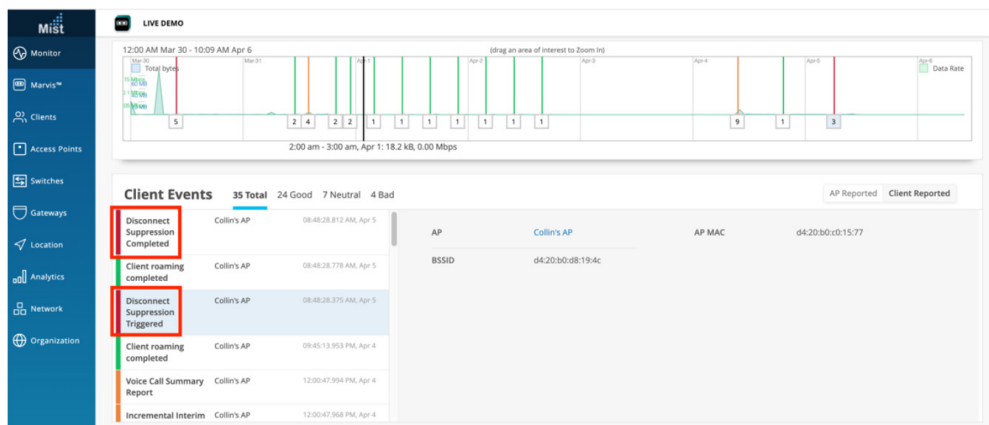 Mist
LIVE DEMO
Monitor
Marvis™
Clients
Access Points
Switches
Gateways
Location
Analytics
Network
Organization
12:00 AM Mar 30 - 10:09 AM Apr 6
(drag an area of interest to Zoom In)
Mar-31 Apr-1 Apr-2 Apr-3 Apr-4 Apr-5
Total bytes
Data Rate
5 2 4 2 2 1 1 1 1 1 1 1 9 1 3
2:00 am - 3:00 am, Apr 1: 18.2 kB, 0.00 Mbps
Client Events 35 Total 24 Good 7 Neutral 4 Bad
AP Reported Client Reported
Disconnect Suppression Completed Collin's AP 08:48:28.812 AM, Apr 5
Client roaming completed Collin's AP 08:48:28.778 AM, Apr 5
Disconnect Suppression Triggered Collin's AP 08:48:28.375 AM, Apr 5
Client roaming completed Collin's AP 09:45:13.953 PM, Apr 4
Voice Call Summary Report Collin's AP 12:00:47.994 PM, Apr 4
Incremental Interim Collin's AP 12:00:47.968 PM, Apr 4
AP Collin's AP AP MAC d4:20:b0:c0:15:77
BSSID d4:20:b0:d8:19:4c